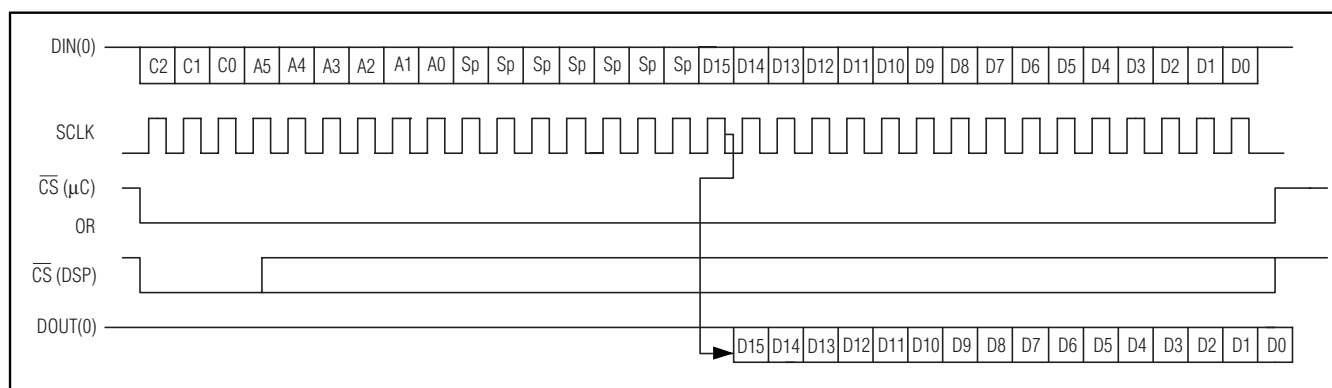 DIN(0)
C2 C1 C0 A5 A4 A3 A2 A1 A0 Sp Sp Sp Sp Sp Sp Sp D15 D14 D13 D12 D11 D10 D9 D8 D7 D6 D5 D4 D3 D2 D1 D0
SCLK
C̅S̅ (μC)
OR
C̅S̅ (DSP)
DOUT(0)
D15 D14 D13 D12 D11 D10 D9 D8 D7 D6 D5 D4 D3 D2 D1 D0